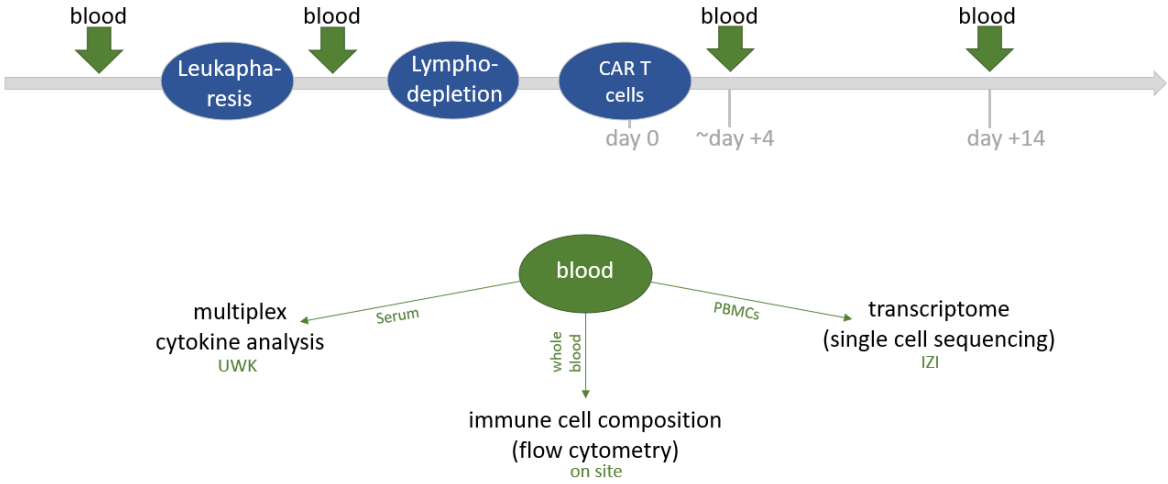 blood
blood
blood
blood
Leukapha-
resis
Lympho-
depletion
CAR T
cells
day 0
~day +4
day +14
blood
Serum
PBMCs
whole
blood
multiplex
cytokine analysis
UWK
transcriptome
(single cell sequencing)
IZI
immune cell composition
(flow cytometry)
on site